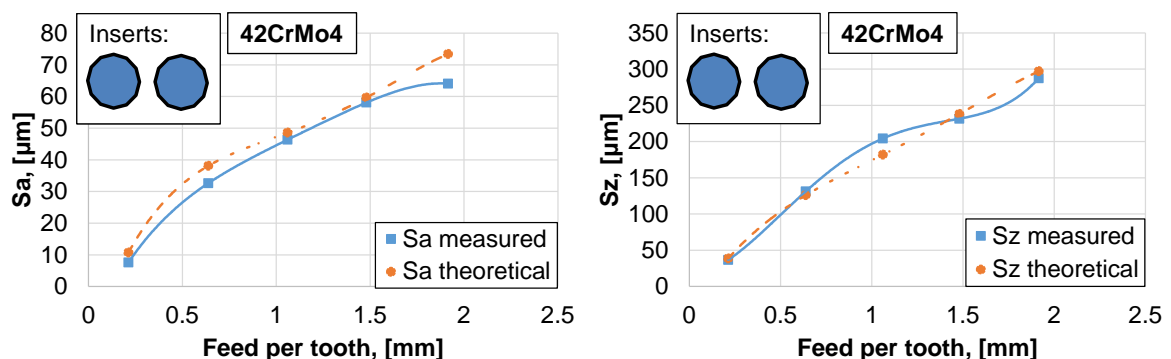 Inserts:
42CrMo4
80
70
60
50
40
30
20
10
0
Sa, [µm]
Sa measured
Sa theoretical
0 0.5 1 1.5 2 2.5
Feed per tooth, [mm]
Inserts:
42CrMo4
350
300
250
200
150
100
50
0
Sz, [µm]
Sz measured
Sz theoretical
0 0.5 1 1.5 2 2.5
Feed per tooth, [mm]